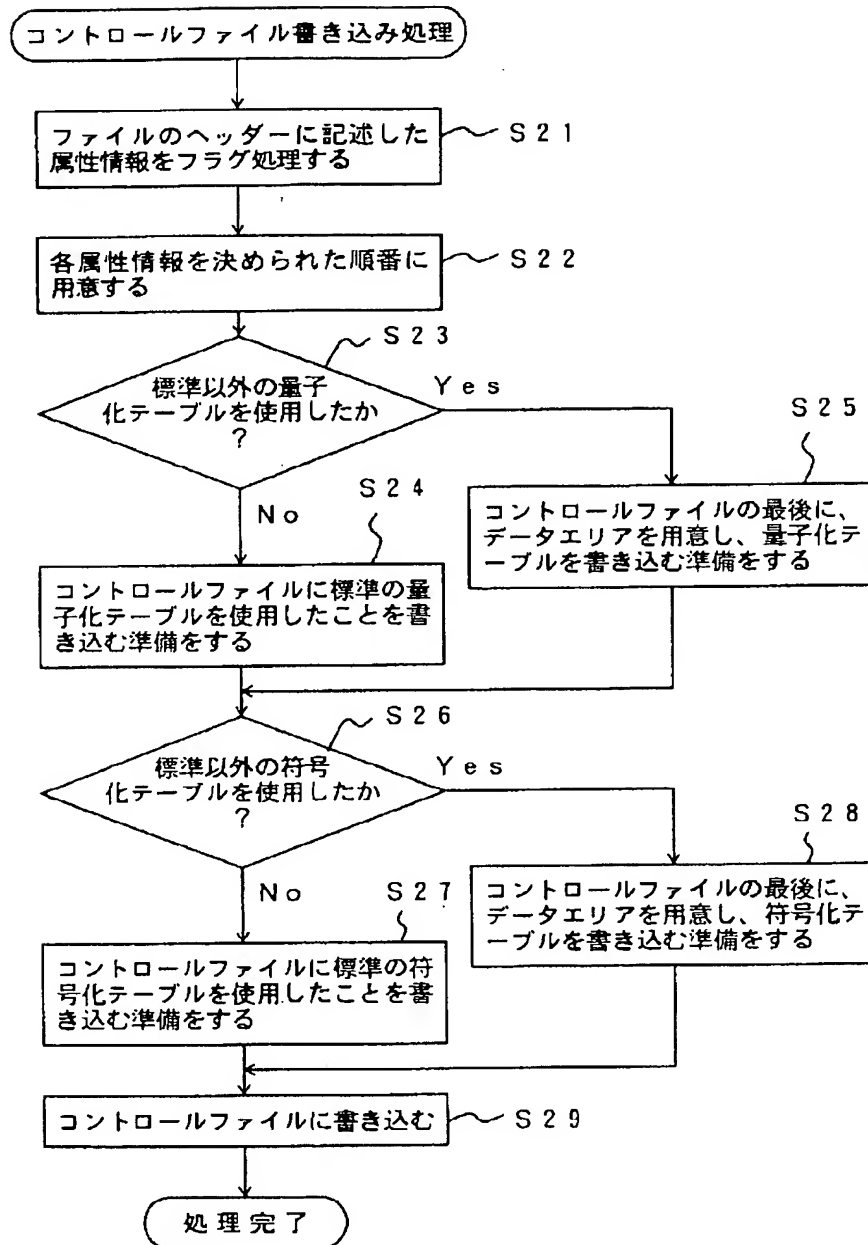 コントロールファイル書き込み処理
ファイルのヘッダーに記述した
属性情報をフラグ処理する
S21
各属性情報を決められた順番に
用意する
S22
S23
標準以外の量子
化テーブルを使用したか
?
Yes
S25
コントロールファイルの最後に、
データエリアを用意し、量子化テ
ーブルを書き込む準備をする
No
S24
コントロールファイルに標準の量
子化テーブルを使用したことを書
き込む準備をする
S26
標準以外の符号
化テーブルを使用したか
?
Yes
S28
コントロールファイルの最後に、
データエリアを用意し、符号化テ
ーブルを書き込む準備をする
No
S27
コントロールファイルに標準の符
号化テーブルを使用したことを書
き込む準備をする
コントロールファイルに書き込む
S29
処理完了